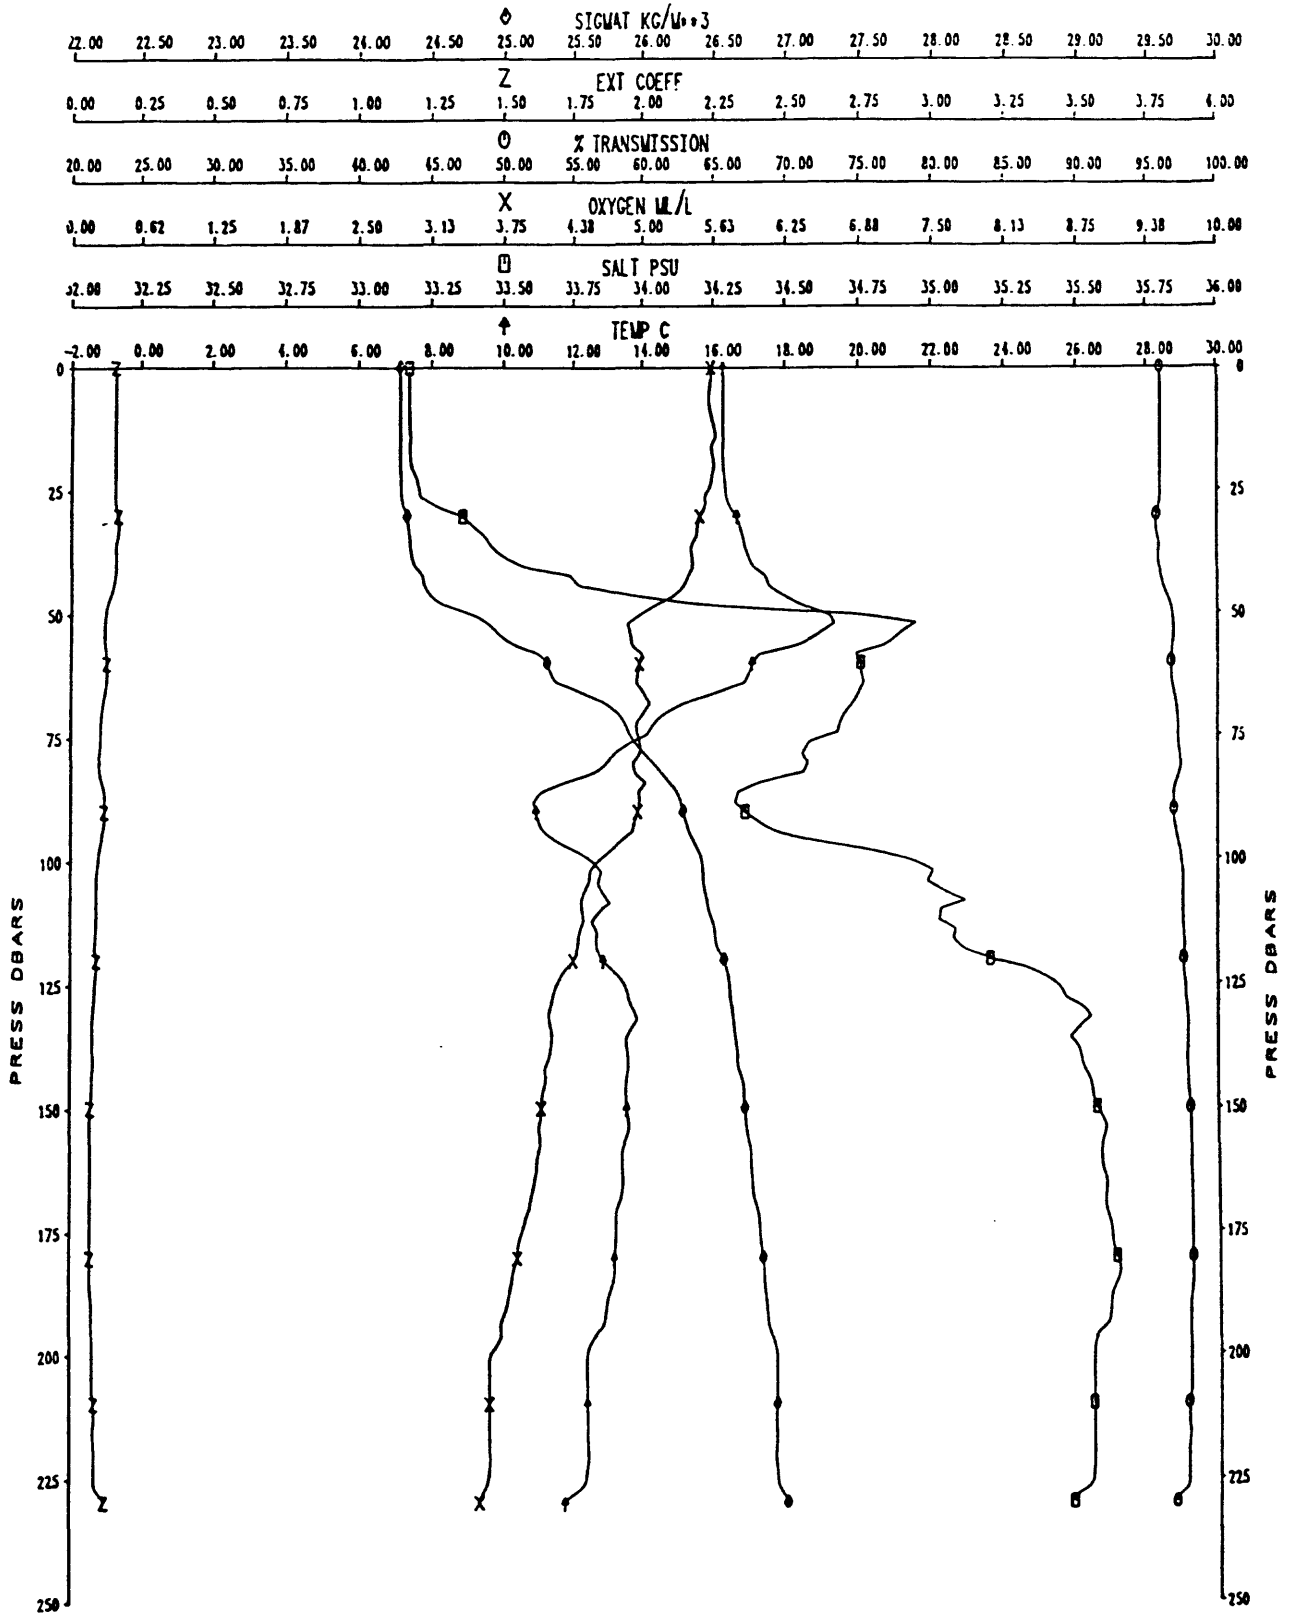 SIGMAT KG/M**3
22.00 22.50 23.00 23.50 24.00 24.50 25.00 25.50 26.00 26.50 27.00 27.50 28.00 28.50 29.00 29.50 30.00
Z EXT COEFF
0.00 0.25 0.50 0.75 1.00 1.25 1.50 1.75 2.00 2.25 2.50 2.75 3.00 3.25 3.50 3.75 4.00
% TRANSMISSION
20.00 25.00 30.00 35.00 40.00 45.00 50.00 55.00 60.00 65.00 70.00 75.00 80.00 85.00 90.00 95.00 100.00
X OXYGEN ML/L
0.00 0.62 1.25 1.87 2.50 3.13 3.75 4.38 5.00 5.63 6.25 6.88 7.50 8.13 8.75 9.38 10.00
SALT PSU
32.00 32.25 32.50 32.75 33.00 33.25 33.50 33.75 34.00 34.25 34.50 34.75 35.00 35.25 35.50 35.75 36.00
TEMP C
-2.00 0.00 2.00 4.00 6.00 8.00 10.00 12.00 14.00 16.00 18.00 20.00 22.00 24.00 26.00 28.00 30.00
0 0
25 25
50 50
75 75
100 100
PRESS DBARS PRESS DBARS
125 125
150 150
175 175
200 200
225 225
250 250